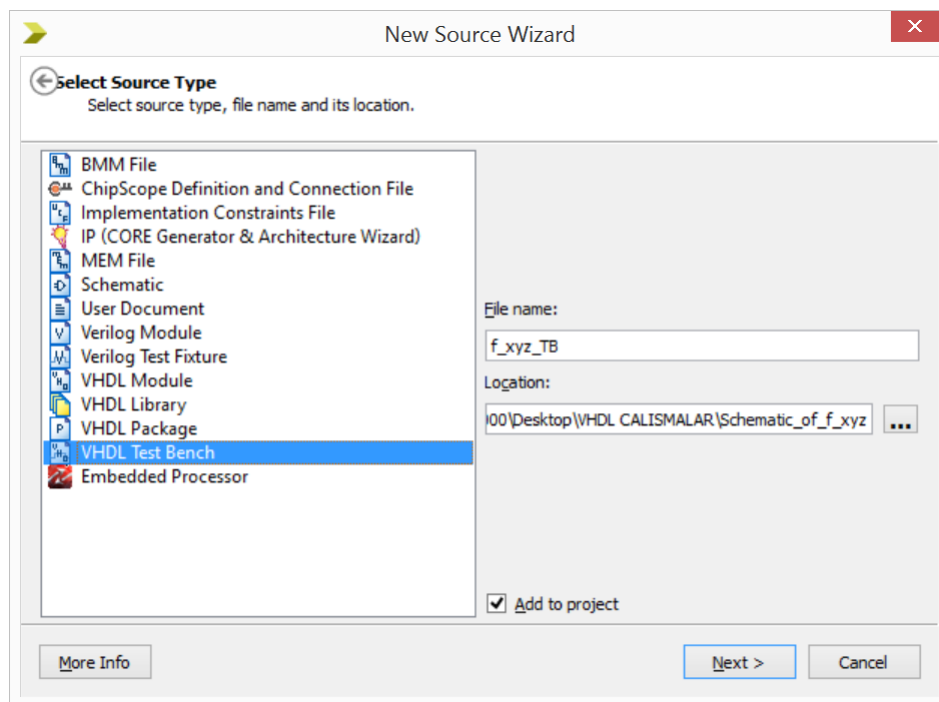 New Source Wizard
Select Source Type
Select source type, file name and its location.
BMM File
ChipScope Definition and Connection File
Implementation Constraints File
IP (CORE Generator & Architecture Wizard)
MEM File
Schematic
User Document
Verilog Module
Verilog Test Fixture
VHDL Module
VHDL Library
VHDL Package
VHDL Test Bench
Embedded Processor
File name:
f_xyz_TB
Location:
00\Desktop\VHDL CALISMALAR\Schematic_of_f_xyz
...
Add to project
More Info
Next >
Cancel